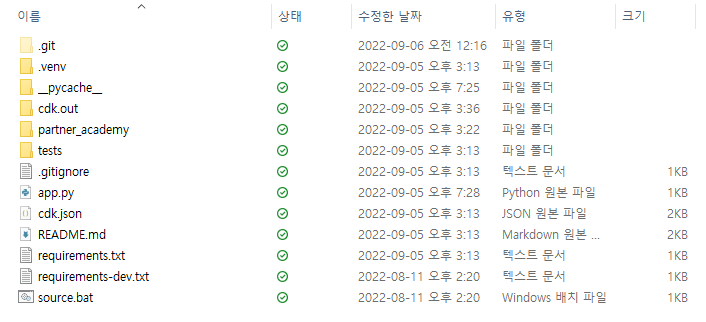 이름 상태 수정한 날짜 유형 크기
.git 2022-09-06 오전 12:16 파일 폴더
.venv 2022-09-05 오후 3:13 파일 폴더
__pycache__ 2022-09-05 오후 7:25 파일 폴더
cdk.out 2022-09-05 오후 3:36 파일 폴더
partner_academy 2022-09-05 오후 3:22 파일 폴더
tests 2022-09-05 오후 3:13 파일 폴더
.gitignore 2022-09-05 오후 3:13 텍스트 문서 1KB
app.py 2022-09-05 오후 7:28 Python 원본 파일 1KB
cdk.json 2022-09-05 오후 3:13 JSON 원본 파일 2KB
README.md 2022-09-05 오후 3:13 Markdown 원본 ... 2KB
requirements.txt 2022-09-05 오후 3:13 텍스트 문서 1KB
requirements-dev.txt 2022-08-11 오후 2:20 텍스트 문서 1KB
source.bat 2022-08-11 오후 2:20 Windows 배치 파일 1KB